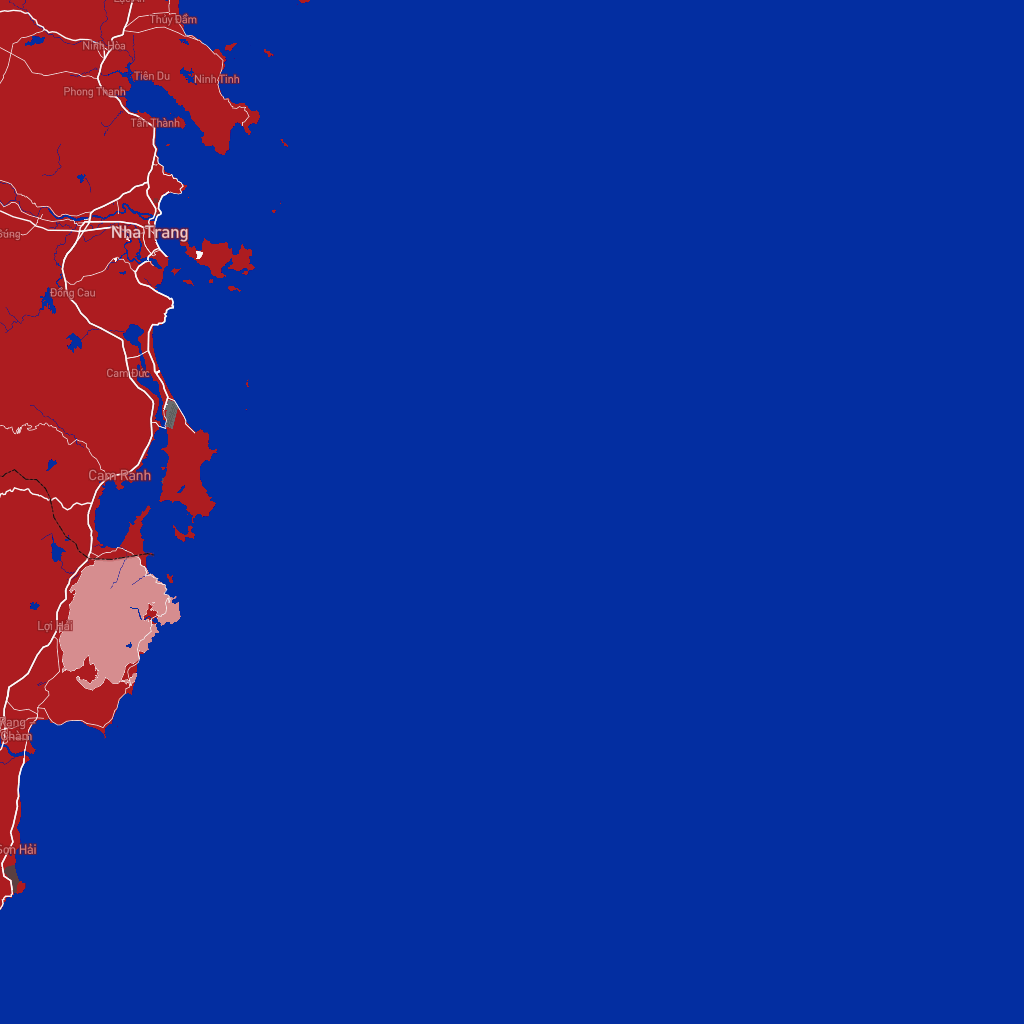 Thủy Đầm
Ninh Hòa
Tiên Du
Ninh Tịnh
Phong Thạnh
Tân Thành
Nha Trang
Đồng Cau
Cam Đức
Cam Ranh
Lợi Hải
Chàm
Sơn Hải